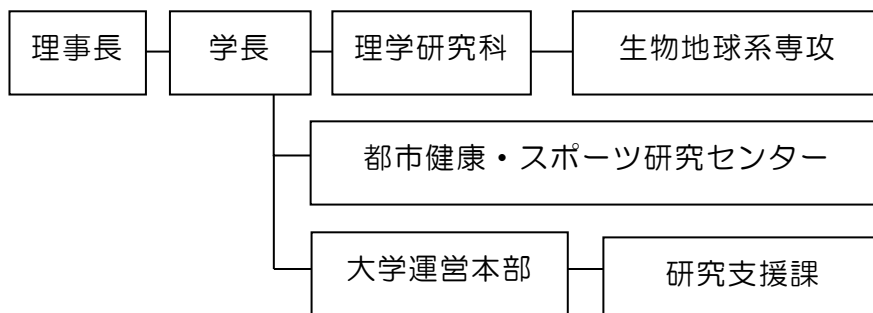 理事長
学長
理学研究科
生物地球系専攻
都市健康・スポーツ研究センター
大学運営本部
研究支援課